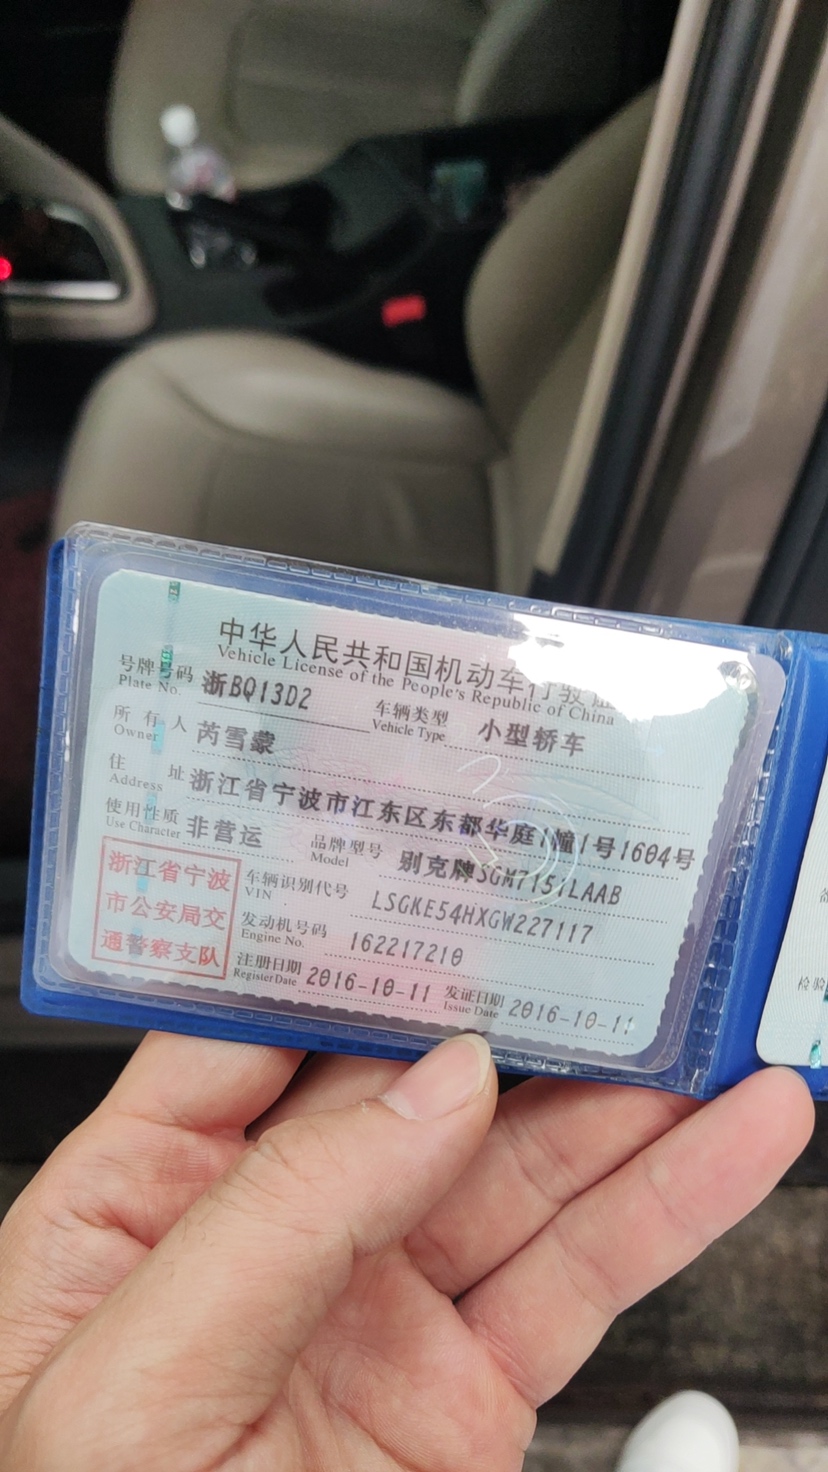 中华人民共和国机动车行驶证
Vehicle License of the People's Republic of China
号牌号码 浙BQ13D2 车辆类型 小型轿车
Plate No. Vehicle Type
所有人 芮雪蒙
Owner
住址 浙江省宁波市江东区东都华庭1幢1号1604号
Address
使用性质 非营运 品牌型号 别克牌SGM7151LAAB
Use Character Model
浙江省宁波
市公安局交
通警察支队
车辆识别代号 LSGKE54HXGW227117
VIN
发动机号码 162217210
Engine No.
注册日期 2016-10-11 发证日期 2016-10-11
Register Date Issue Date
检验